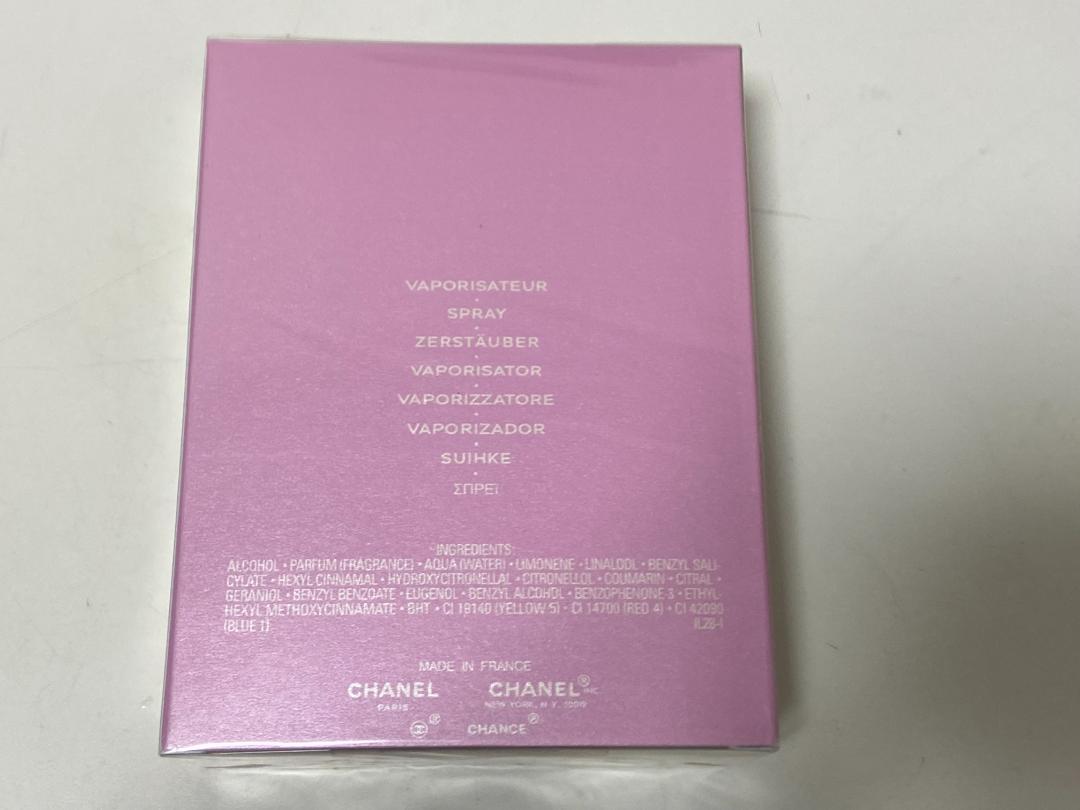 VAPORISATEUR
SPRAY
ZERSTÄUBER
VAPORISATOR
VAPORIZZATORE
VAPORIZADOR
SUIHKE
ΣΠΡΕΪ
INGREDIENTS:
ALCOHOL • PARFUM (FRAGRANCE) • AQUA (WATER) • LIMONENE • LINALOOL • BENZYL SALI-
CYLATE • HEXYL CINNAMAL • HYDROXYCITRONELLAL • CITRONELLOL • COUMARIN • CITRAL •
GERANIOL • BENZYL BENZOATE • EUGENOL • BENZYL ALCOHOL • BENZOPHENONE-3 • ETHYL-
HEXYL METHOXYCINNAMATE • BHT • CI 19140 (YELLOW 5) • CI 14700 (RED 4) • CI 42090
(BLUE 1) IL28-I
MADE IN FRANCE
CHANEL CHANEL® INC.
PARIS NEW YORK, N.Y. 10019
® CHANCE®